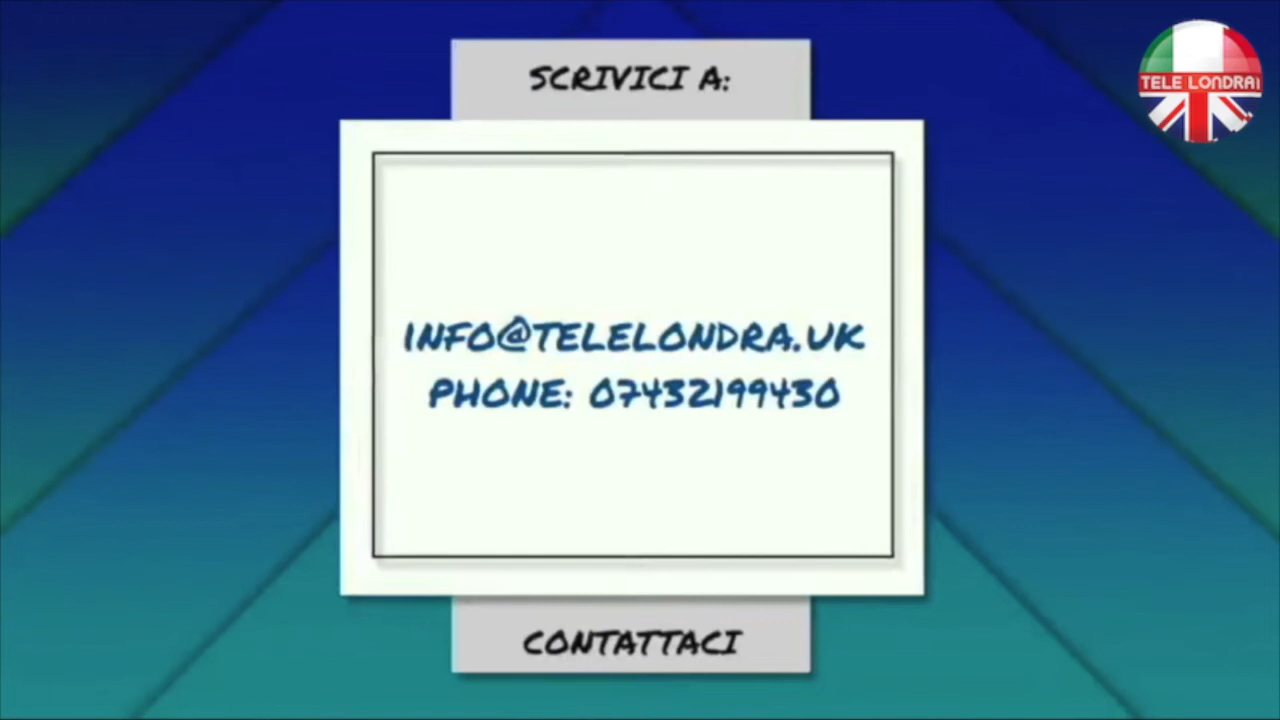 SCRIVICI A:
TELE LONDRA
INFO@TELELONDRA.UK
PHONE: 07432199430
CONTATTACI